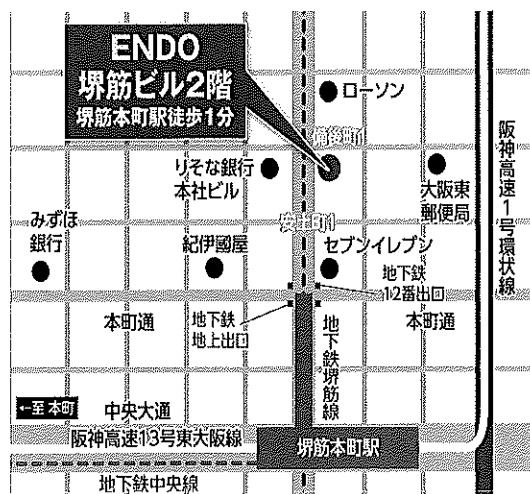 ENDO
堺筋ビル2階
堺筋本町駅徒歩1分
ローソン
備後町1
りそな銀行
本社ビル
大阪東
郵便局
阪神高速1号環状線
みずほ
銀行
紀伊國屋
安土町1
セブンイレブン
地下鉄
12番出口
本町通
地下鉄
地上出口
地下鉄堺筋線
本町通
←至 本町
中央大通
阪神高速13号東大阪線
堺筋本町駅
地下鉄中央線